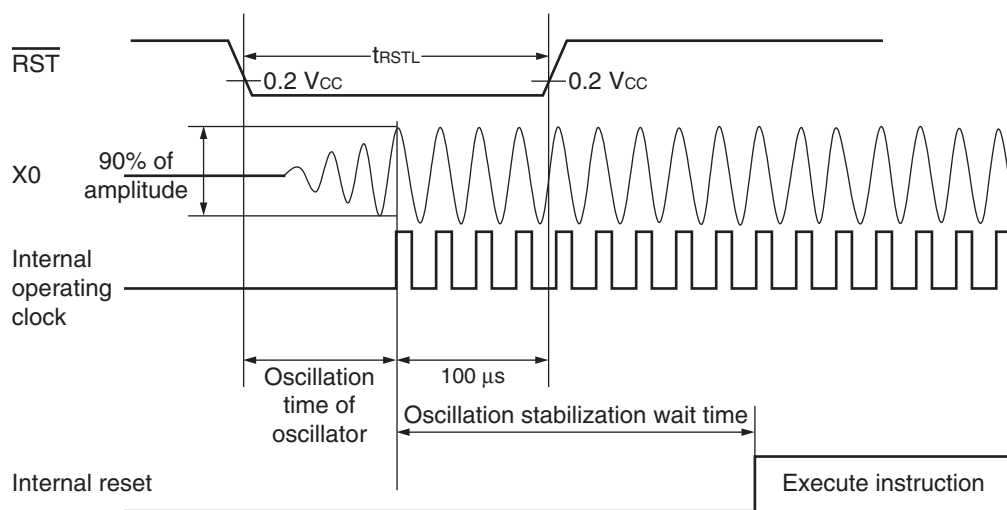 RST
tRSTL
0.2 VCC
0.2 VCC
X0
90% of
amplitude
Internal
operating
clock
Oscillation
time of
oscillator
100 μs
Oscillation stabilization wait time
Internal reset
Execute instruction